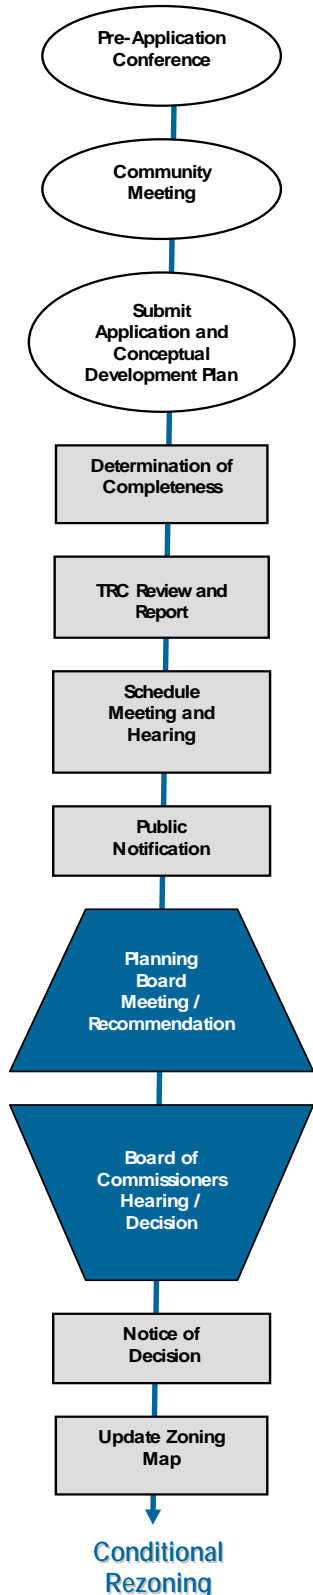 Pre-Application
Conference
Community
Meeting
Submit
Application and
Conceptual
Development Plan
Determination of
Completeness
TRC Review and
Report
Schedule
Meeting and
Hearing
Public
Notification
Planning
Board
Meeting /
Recommendation
Board of
Commissioners
Hearing /
Decision
Notice of
Decision
Update Zoning
Map
Conditional
Rezoning